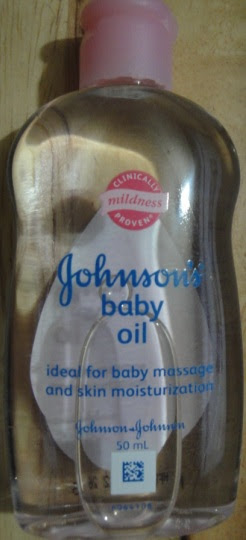 CLINICALLY
mildness
PROVEN®
Johnson's
baby
oil
ideal for baby massage
and skin moisturization
Johnson & Johnson
50 mL